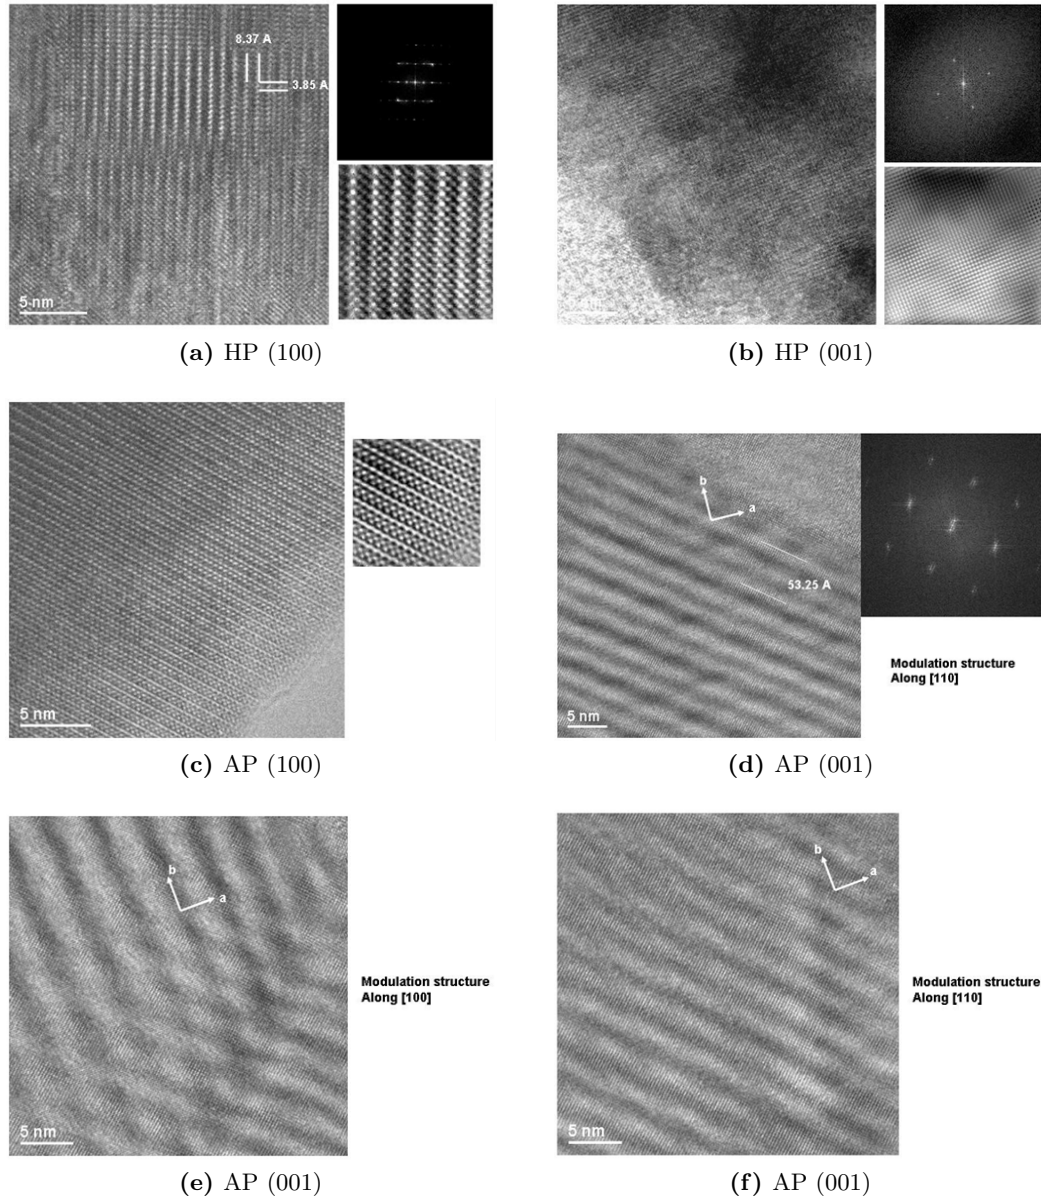 8.37 A
3.85 A
5 nm
(a) HP (100)
(b) HP (001)
5 nm
(c) AP (100)
b
a
53.25 A
5 nm
Modulation structure
Along [110]
(d) AP (001)
b
a
5 nm
Modulation structure
Along [100]
(e) AP (001)
b
a
5 nm
Modulation structure
Along [110]
(f) AP (001)